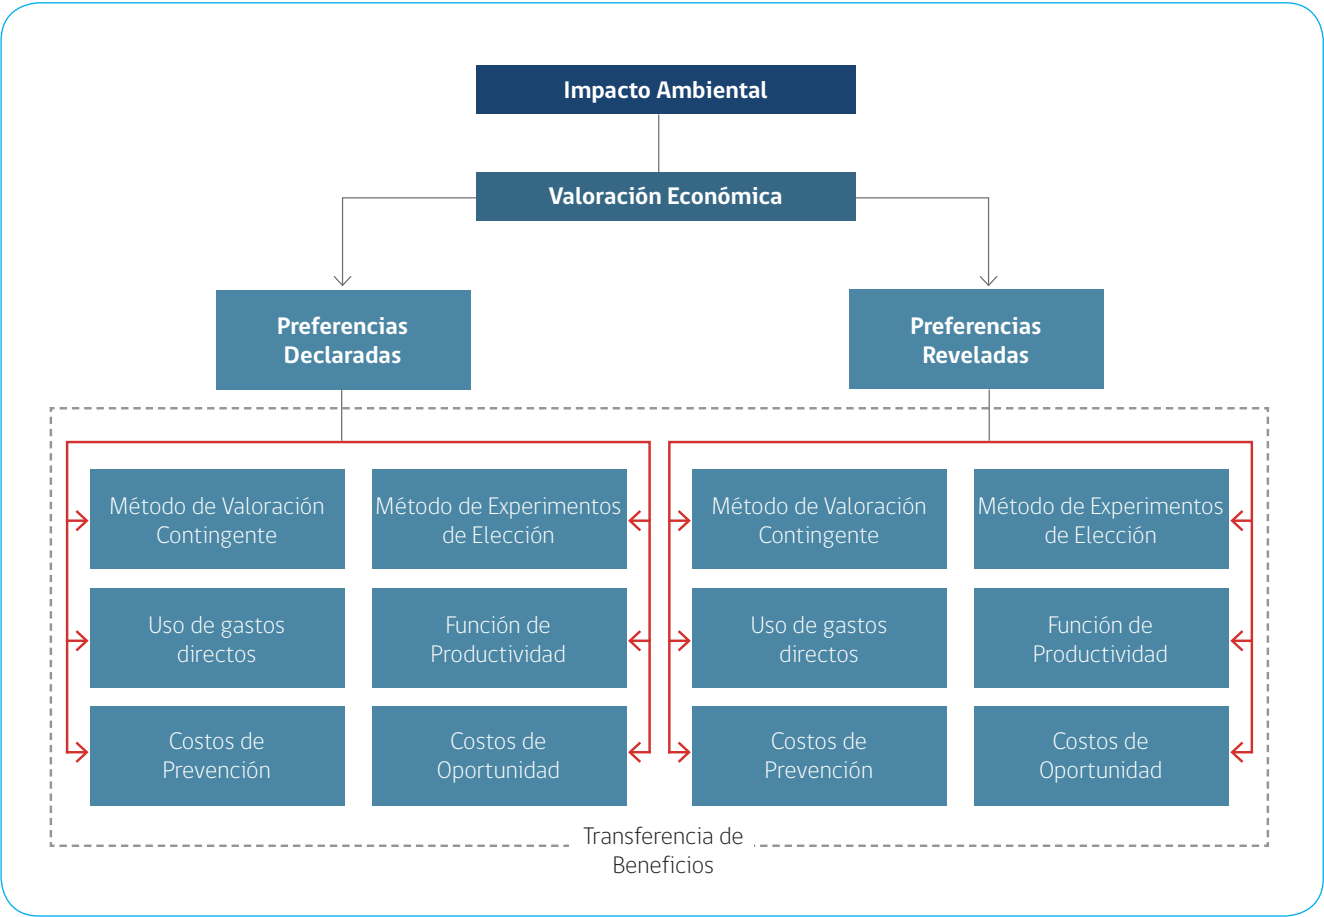 Impacto Ambiental
Valoración Económica
Preferencias
Declaradas
Preferencias
Reveladas
Método de Valoración
Contingente
Método de Experimentos
de Elección
Método de Valoración
Contingente
Método de Experimentos
de Elección
Uso de gastos
directos
Función de
Productividad
Uso de gastos
directos
Función de
Productividad
Costos de
Prevención
Costos de
Oportunidad
Costos de
Prevención
Costos de
Oportunidad
Transferencia de
Beneficios